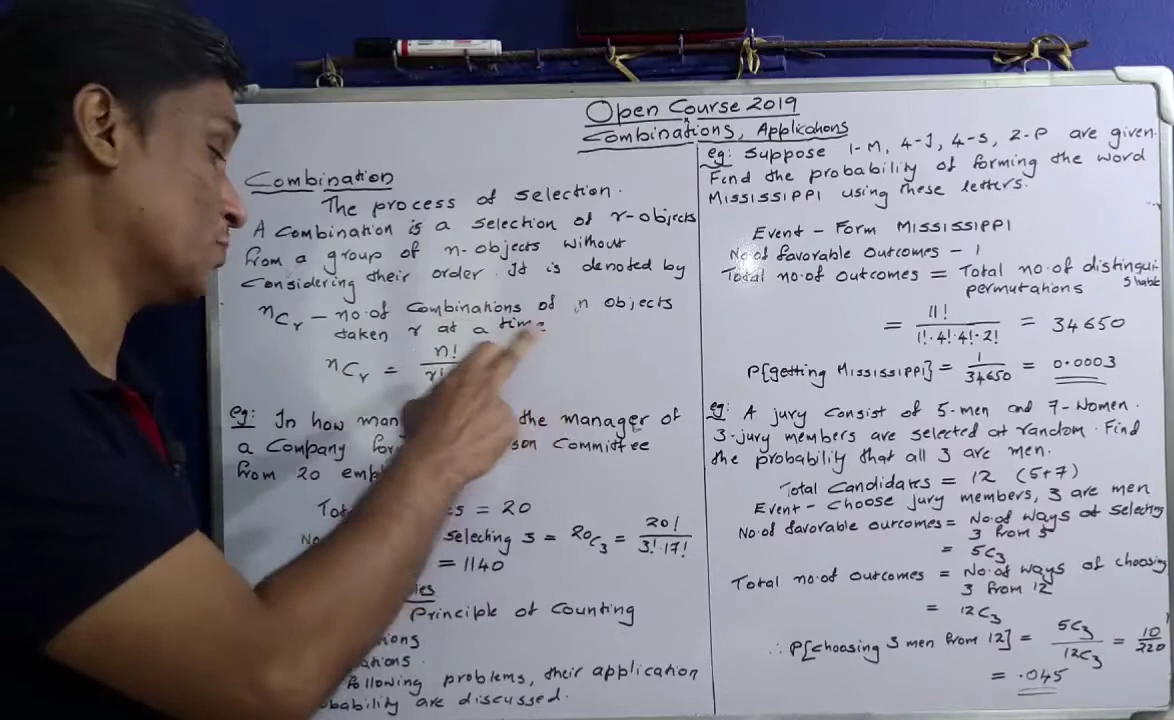 Open Course 2019
Combinations, Applications
Combination
The process of selection.
A Combination is a selection of r-objects
from a group of n-objects without
Considering their order. It is denoted by
nCr - no.of Combinations of n objects
taken r at a time
nCr = n!
eg: In how the manager of
a Company Committee
from 20
= 20
selecting 3 = 20C3 = 20! / 3!.17!
= 1140
Principle of Counting
following problems, their application
are discussed.
eg: Suppose 1-M, 4-I, 4-S, 2-P are given.
Find the probability of forming the word
MISSISSIPPI using these letters.
Event - Form MISSISSIPPI
No.of favorable outcomes - 1
Total no.of outcomes = Total no.of distingui-
shable
permutations
= 11! / 1!.4!.4!.2! = 34650
P[getting MISSISSIPPI] = 1/34650 = 0.0003
eg: A jury consist of 5-men and 7-Women.
3-jury members are selected at random. Find
the probability that all 3 are men.
Total Candidates = 12 (5+7)
Event - Choose jury members, 3 are men
No.of favorable outcomes = No.of ways of selecting
3 from 5
= 5C3
Total no.of outcomes = No.of ways of choosing
3 from 12
= 12C3
∴ P[choosing 3 men from 12] = 5C3 / 12C3 = 10/220
= .045